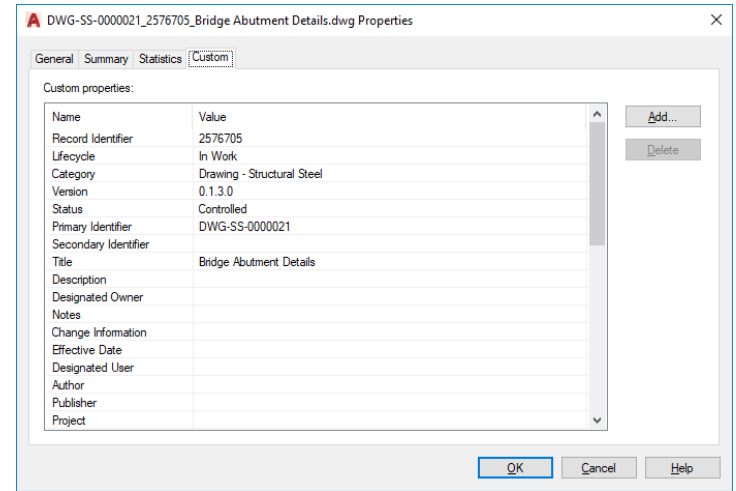 DWG-SS-0000021_2576705_Bridge Abutment Details.dwg Properties
General Summary Statistics Custom
Custom properties:
Name Value
Record Identifier 2576705
Lifecycle In Work
Category Drawing - Structural Steel
Version 0.1.3.0
Status Controlled
Primary Identifier DWG-SS-0000021
Secondary Identifier
Title Bridge Abutment Details
Description
Designated Owner
Notes
Change Information
Effective Date
Designated User
Author
Publisher
Project
Add...
Delete
OK Cancel Help